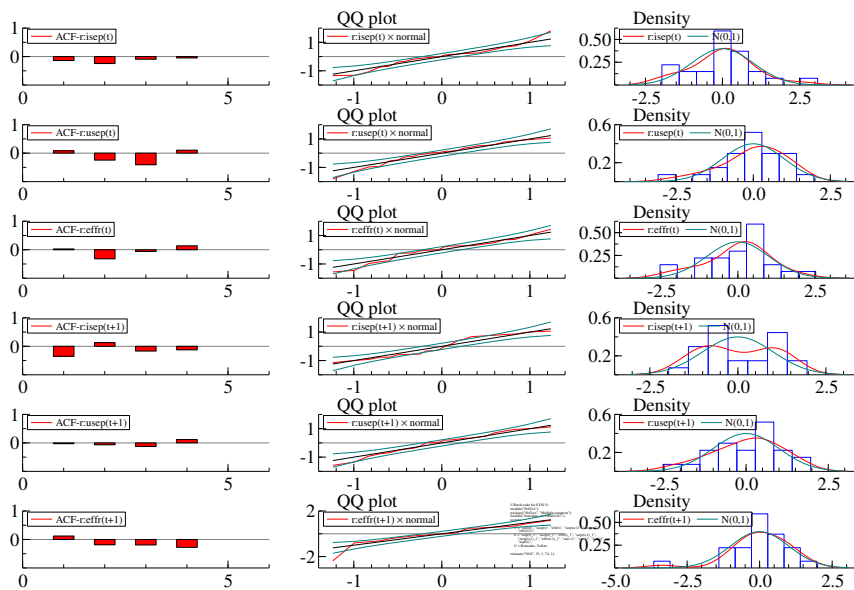 QQ plot Density
1 ACF-r:isep(t) 1 r:isep(t) × normal 0.50 r:isep(t) N(0,1)
0 -1 0.25
0 5 -1 0 1 -2.5 0.0 2.5
QQ plot Density
1 ACF-r:usep(t) 1 r:usep(t) × normal 0.6 r:usep(t) N(0,1)
0 -1 0.2
0 5 -1 0 1 -2.5 0.0 2.5
QQ plot Density
1 ACF-r:effr(t) 1 r:effr(t) × normal 0.50 r:effr(t) N(0,1)
0 -1 0.25
0 5 -1 0 1 -2.5 0.0 2.5
QQ plot Density
1 ACF-r:isep(t+1) 1 r:isep(t+1) × normal 0.6 r:isep(t+1) N(0,1)
0 -1 0.2
0 5 -1 0 1 -2.5 0.0 2.5
QQ plot Density
1 ACF-r:usep(t+1) 1 r:usep(t+1) × normal 0.6 r:usep(t+1) N(0,1)
0 -1 0.2
0 5 -1 0 1 -2.5 0.0 2.5
QQ plot Density
1 ACF-r:effr(t+1) 2 r:effr(t+1) × normal 0.50 r:effr(t+1) N(0,1)
0 0 0.25
-2
0 5 -1 0 1 -5.0 -2.5 0.0 2.5